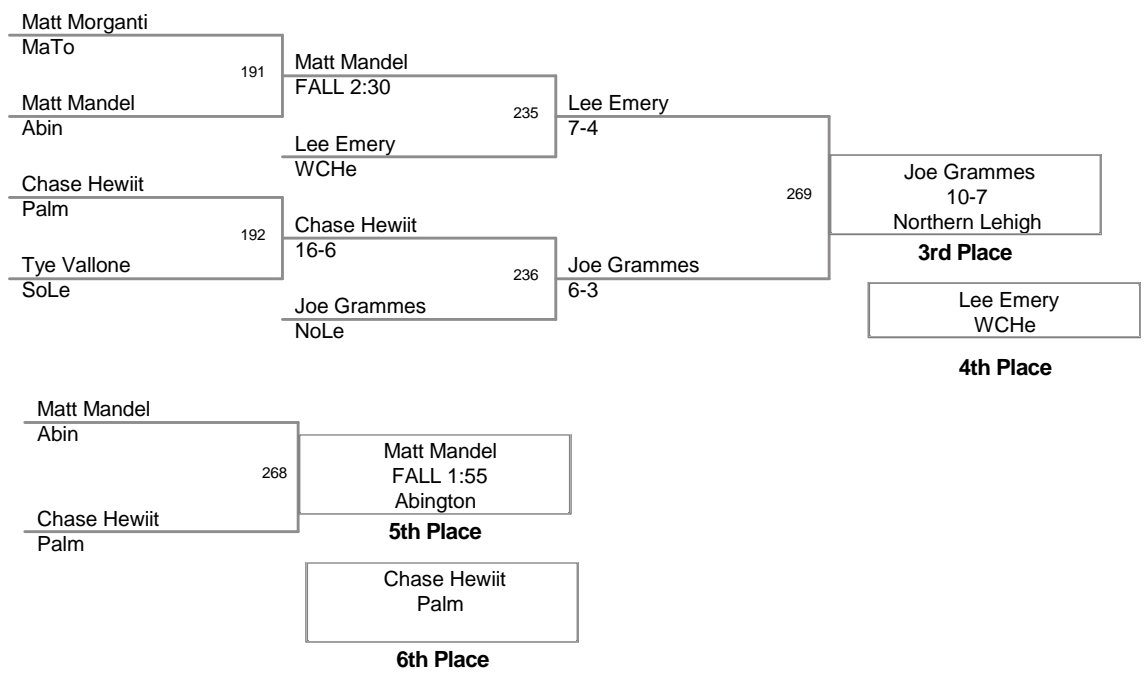 Matt Morganti
MaTo
191
Matt Mandel
FALL 2:30
Matt Mandel
Abin
235
Lee Emery
7-4
Lee Emery
WCHe
Chase Hewiit
Palm
269
Joe Grammes
10-7
Northern Lehigh
3rd Place
192
Chase Hewiit
16-6
Tye Vallone
SoLe
236
Joe Grammes
6-3
Joe Grammes
NoLe
Lee Emery
WCHe
4th Place
Matt Mandel
Abin
268
Matt Mandel
FALL 1:55
Abington
5th Place
Chase Hewiit
Palm
Chase Hewiit
Palm
6th Place